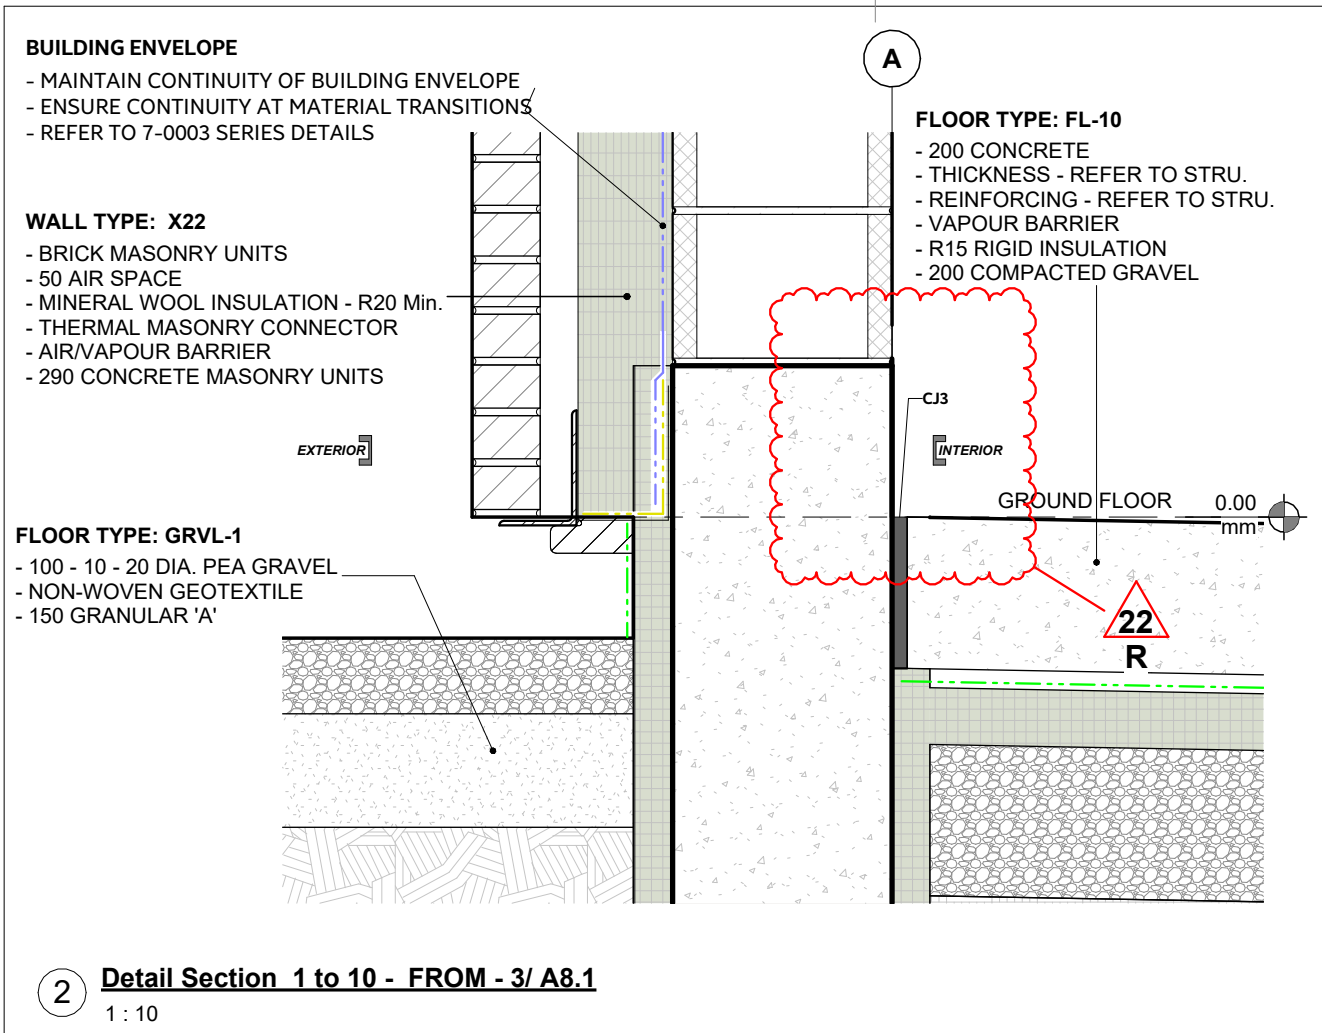 BUILDING ENVELOPE
- MAINTAIN CONTINUITY OF BUILDING ENVELOPE
- ENSURE CONTINUITY AT MATERIAL TRANSITIONS
- REFER TO 7-0003 SERIES DETAILS
A
FLOOR TYPE: FL-10
- 200 CONCRETE
- THICKNESS - REFER TO STRU.
- REINFORCING - REFER TO STRU.
- VAPOUR BARRIER
- R15 RIGID INSULATION
- 200 COMPACTED GRAVEL
WALL TYPE: X22
- BRICK MASONRY UNITS
- 50 AIR SPACE
- MINERAL WOOL INSULATION - R20 Min.
- THERMAL MASONRY CONNECTOR
- AIR/VAPOUR BARRIER
- 290 CONCRETE MASONRY UNITS
CJ3
EXTERIOR
INTERIOR
GROUND FLOOR
0.00
mm
FLOOR TYPE: GRVL-1
- 100 - 10 - 20 DIA. PEA GRAVEL
- NON-WOVEN GEOTEXTILE
- 150 GRANULAR 'A'
22
R
2
Detail Section 1 to 10 - FROM - 3/ A8.1
1 : 10